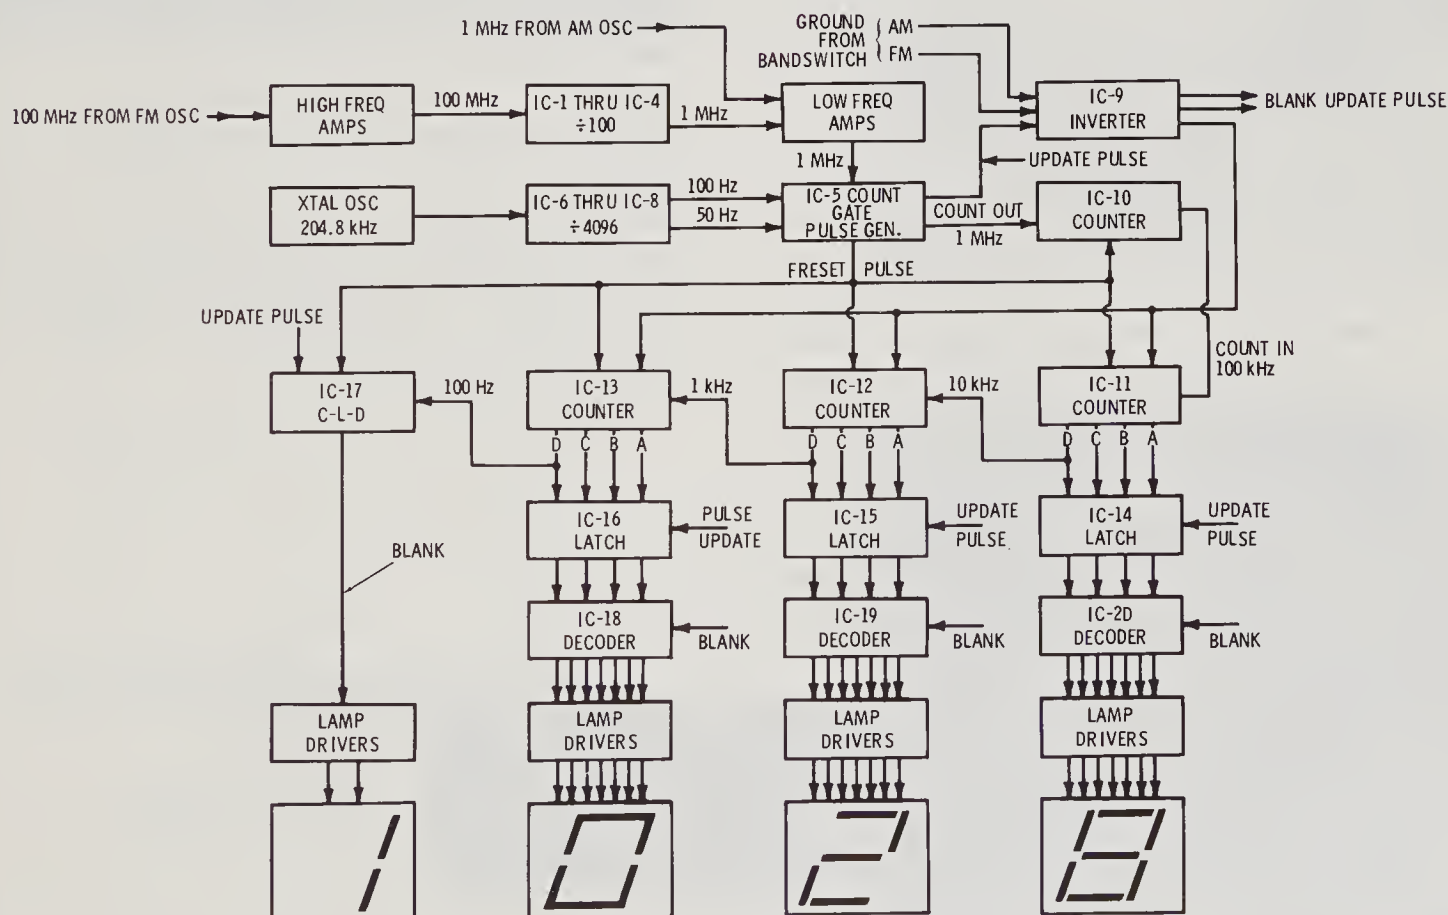 1 MHz FROM AM OSC
GROUND
FROM
BANDSWITCH
AM
FM
100 MHz FROM FM OSC
HIGH FREQ
AMPS
100 MHz
IC-1 THRU IC-4
÷100
1 MHz
LOW FREQ
AMPS
IC-9
INVERTER
BLANK UPDATE PULSE
1 MHz
UPDATE PULSE
XTAL OSC
204.8 kHz
IC-6 THRU IC-8
÷4096
100 Hz
50 Hz
IC-5 COUNT
GATE
PULSE GEN.
COUNT OUT
1 MHz
IC-10
COUNTER
FRESET PULSE
UPDATE PULSE
COUNT IN
100 kHz
IC-17
C-L-D
100 Hz
IC-13
COUNTER
1 kHz
IC-12
COUNTER
10 kHz
IC-11
COUNTER
D C B A
D C B A
D C B A
BLANK
IC-16
LATCH
PULSE
UPDATE
IC-15
LATCH
UPDATE
PULSE.
IC-14
LATCH
UPDATE
PULSE
IC-18
DECODER
BLANK
IC-19
DECODER
BLANK
IC-2D
DECODER
BLANK
LAMP
DRIVERS
LAMP
DRIVERS
LAMP
DRIVERS
LAMP
DRIVERS
1 0 2 8